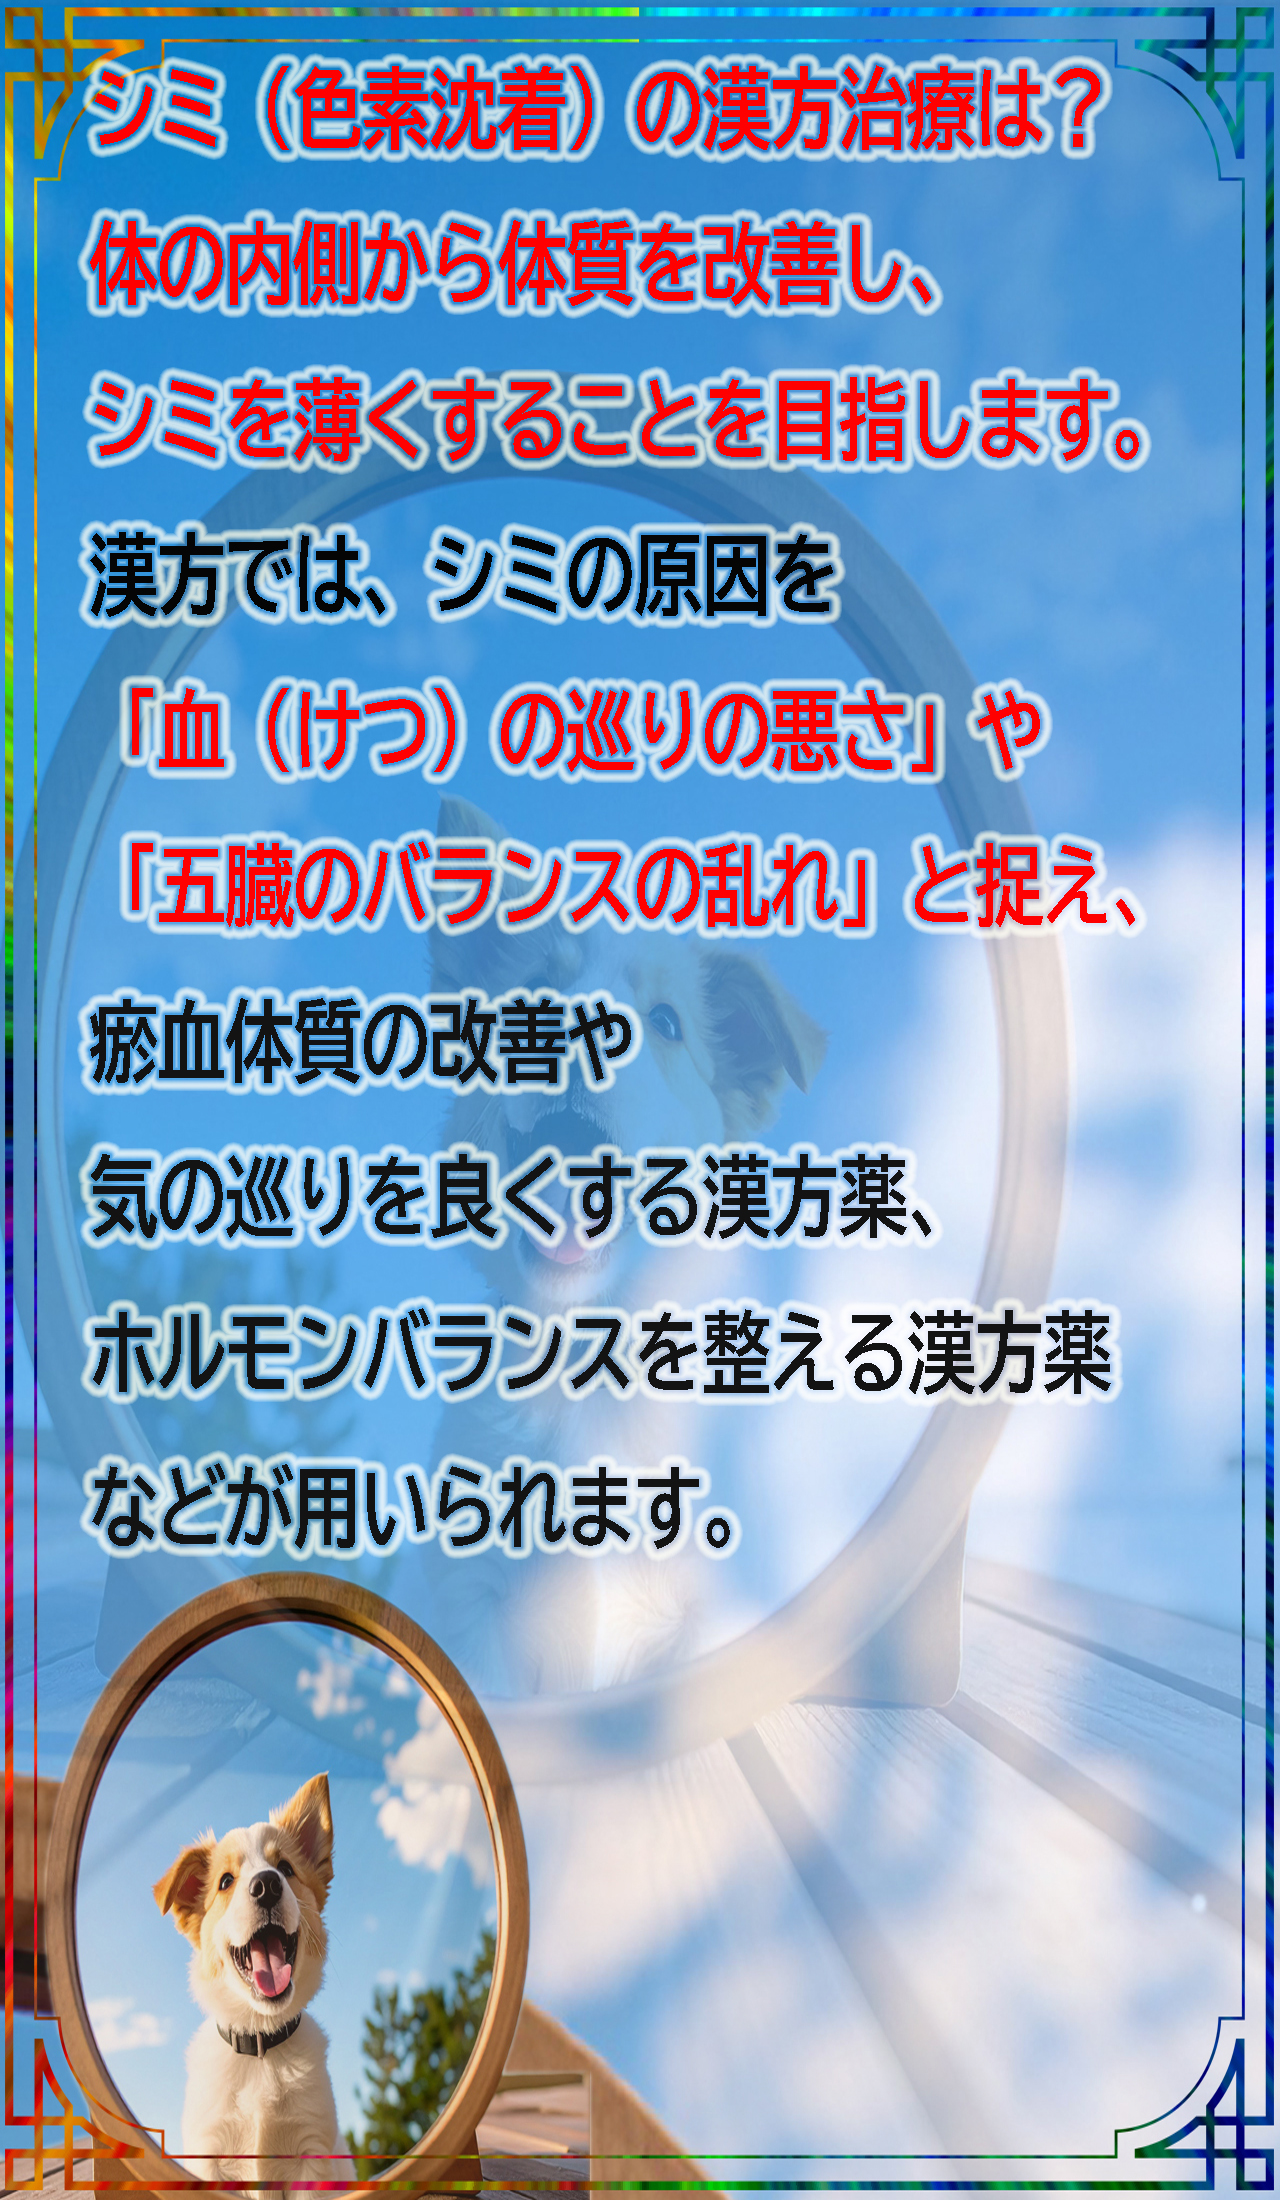 シミ（色素沈着）の漢方治療は？
体の内側から体質を改善し、
シミを薄くすることを目指します。
漢方では、シミの原因を
「血（けつ）の巡りの悪さ」や
「五臓のバランスの乱れ」と捉え、
瘀血体質の改善や
気の巡りを良くする漢方薬、
ホルモンバランスを整える漢方薬
などが用いられます。